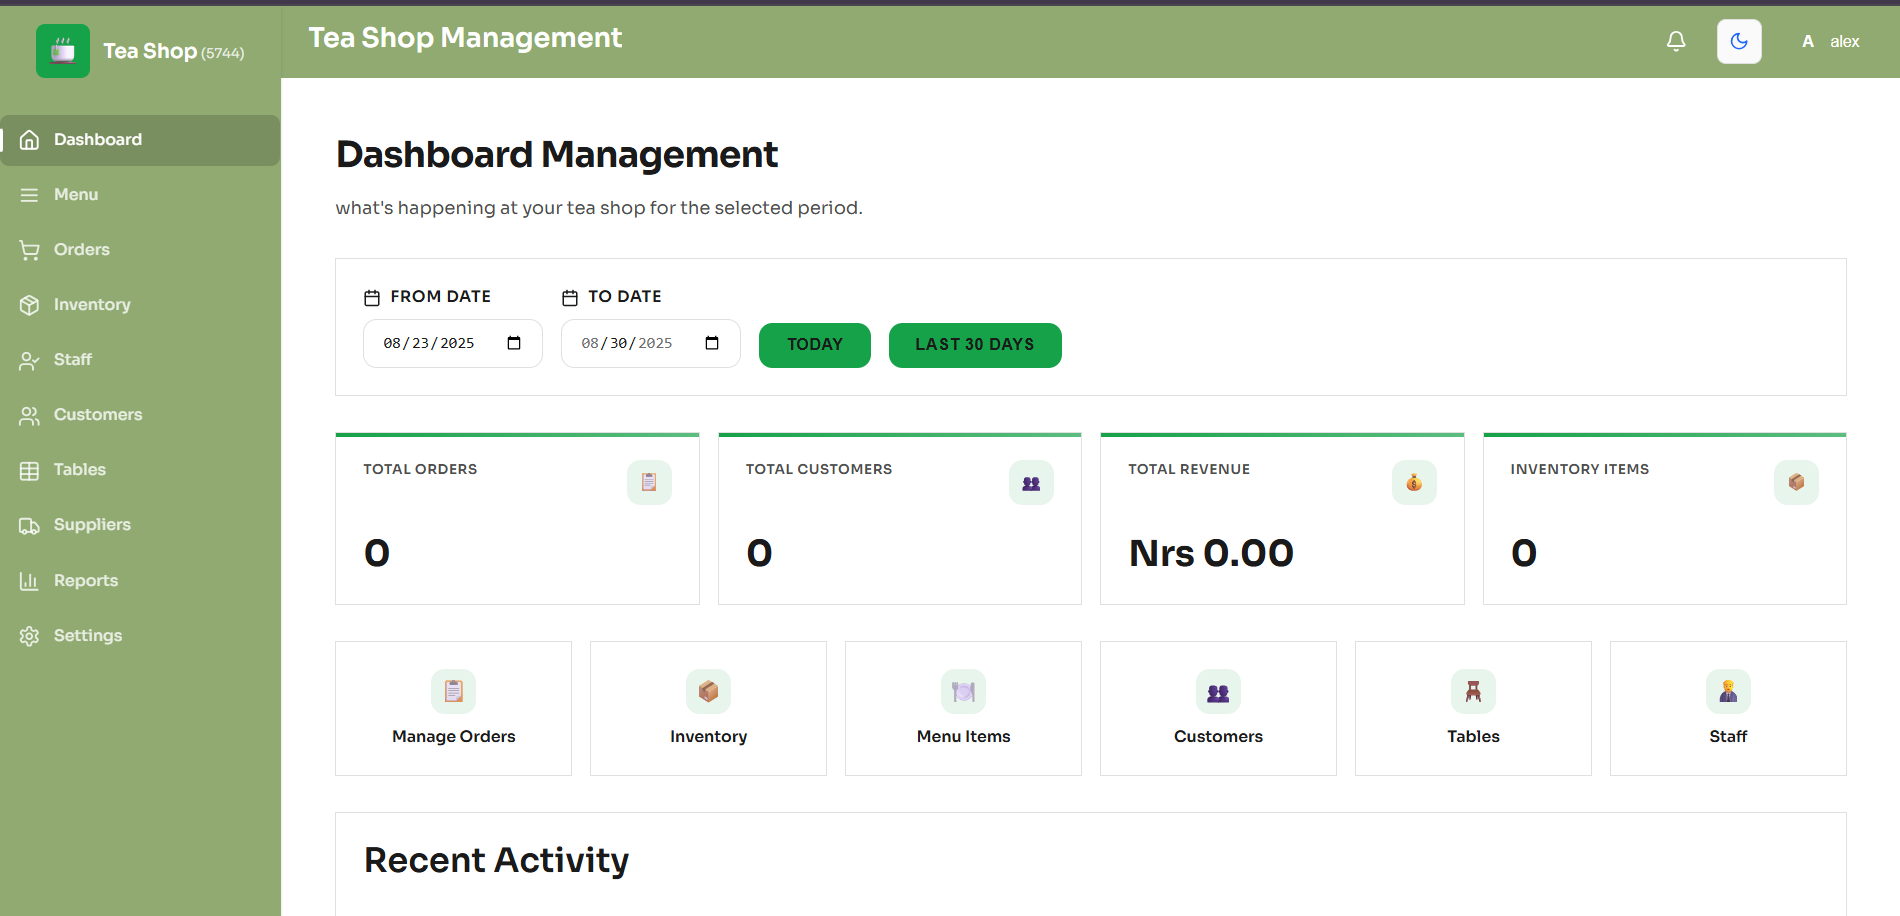 Tea Shop (5744)
Tea Shop Management
A alex
Dashboard
Menu
Orders
Inventory
Staff
Customers
Tables
Suppliers
Reports
Settings
Dashboard Management
what's happening at your tea shop for the selected period.
FROM DATE
TO DATE
08/23/2025
08/30/2025
TODAY
LAST 30 DAYS
TOTAL ORDERS
0
TOTAL CUSTOMERS
0
TOTAL REVENUE
Nrs 0.00
INVENTORY ITEMS
0
Manage Orders
Inventory
Menu Items
Customers
Tables
Staff
Recent Activity